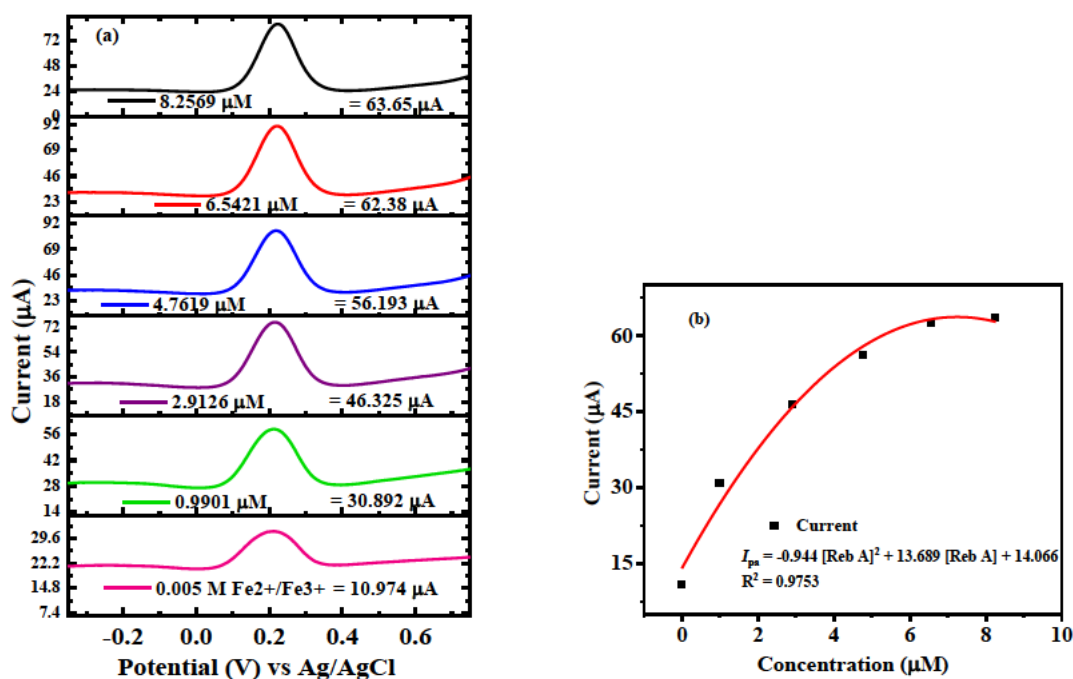 (a)
72
48
24
0
8.2569 μM = 63.65 μA
92
69
46
23
6.5421 μM = 62.38 μA
92
69
46
23
4.7619 μM = 56.193 μA
72
54
36
18
2.9126 μM = 46.325 μA
56
42
28
14
0.9901 μM = 30.892 μA
29.6
22.2
14.8
7.4
0.005 M Fe2+/Fe3+ = 10.974 μA
Current (μA)
-0.2 0.0 0.2 0.4 0.6
Potential (V) vs Ag/AgCl
(b)
60
45
30
15
Current (μA)
Current
I_pa = -0.944 [Reb A]² + 13.689 [Reb A] + 14.066
R² = 0.9753
0 2 4 6 8 10
Concentration (μM)